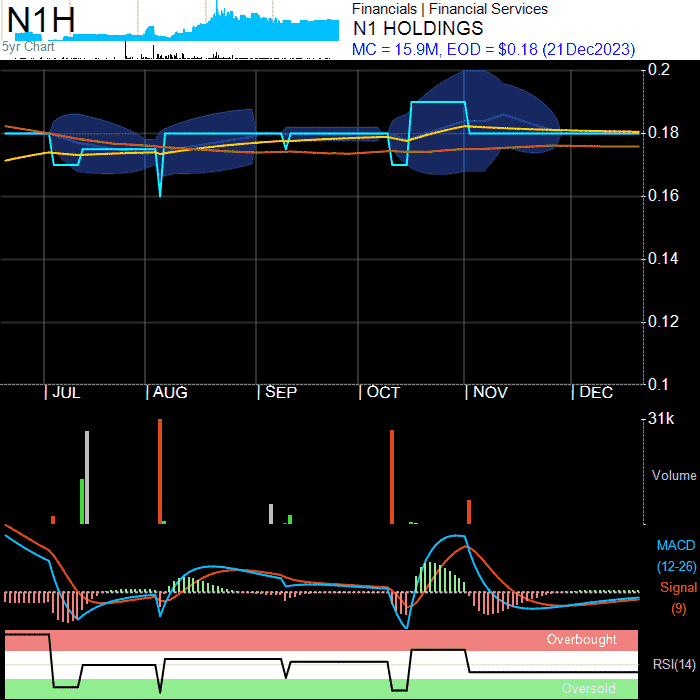 N1H
5yr Chart
Financials | Financial Services
N1 HOLDINGS
MC = 15.9M, EOD = $0.18 (21Dec2023)
0.2
0.18
0.16
0.14
0.12
0.1
JUL AUG SEP OCT NOV DEC
31k
Volume
MACD
(12-26)
Signal
(9)
Overbought
RSI(14)
Oversold